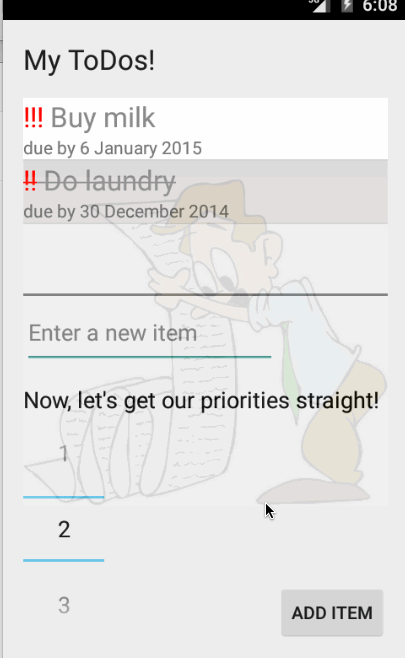 6:08
My ToDos!
!!! Buy milk
due by 6 January 2015
!! Do laundry
due by 30 December 2014
Enter a new item
Now, let's get our priorities straight!
1
2
3
ADD ITEM